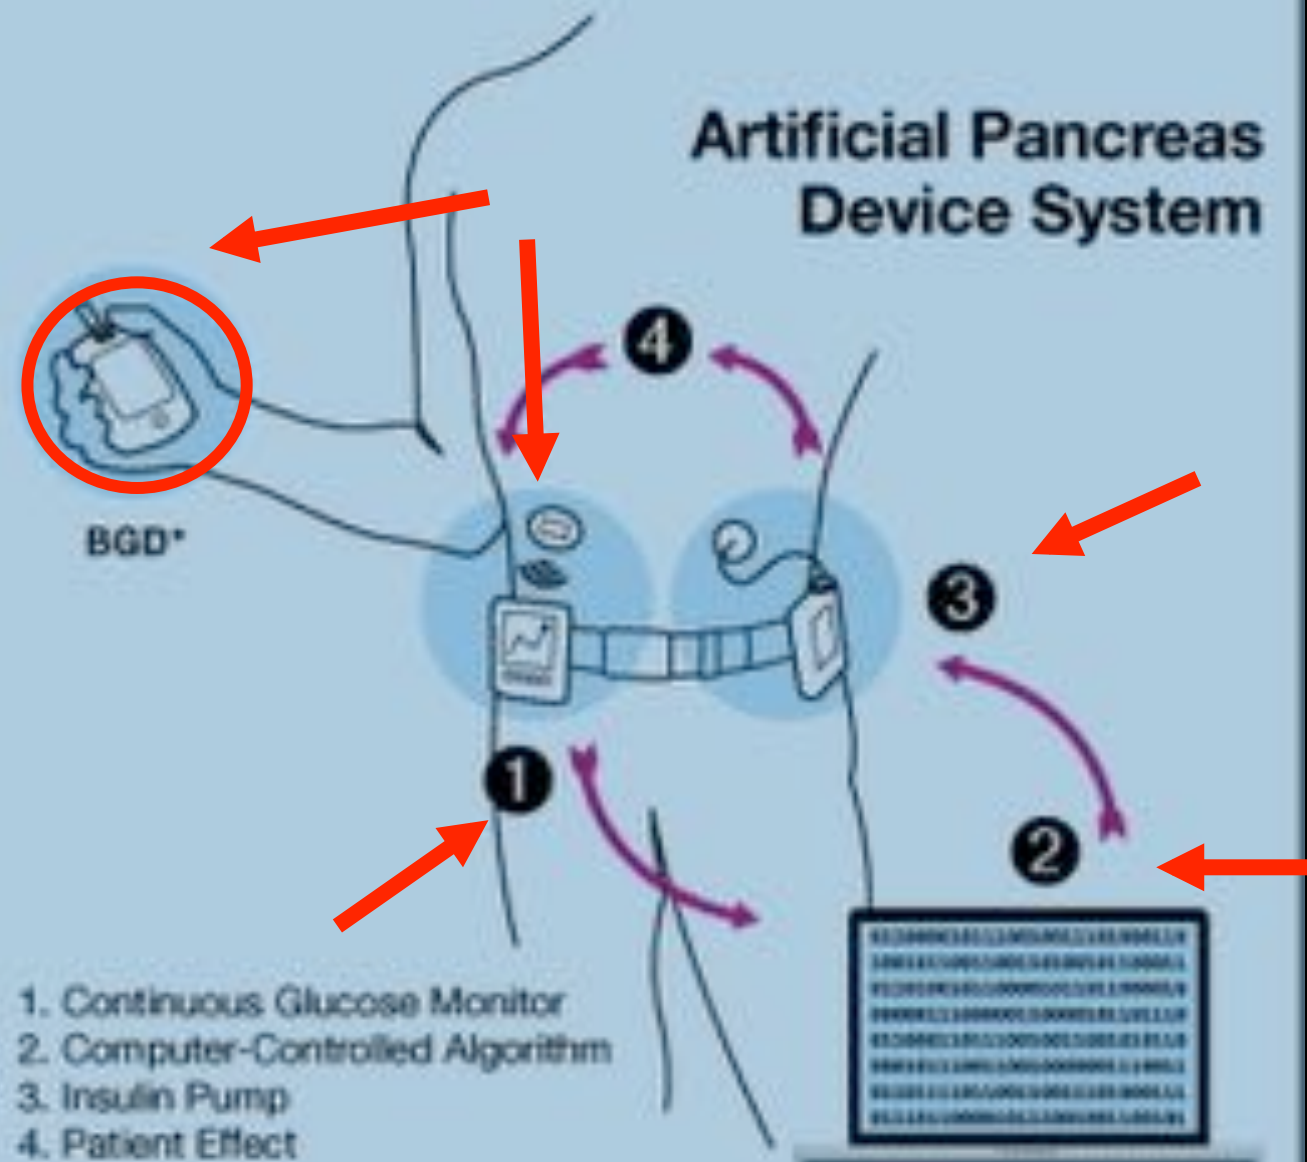 Artificial Pancreas
Device System
4
BGD*
3
1
2
1. Continuous Glucose Monitor
2. Computer-Controlled Algorithm
3. Insulin Pump
4. Patient Effect